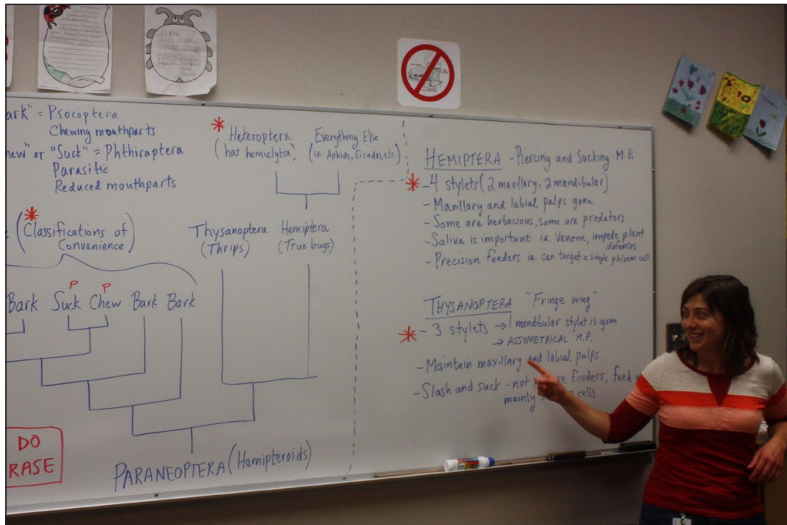 ark" = Psocoptera
Chewing mouthparts
hew" or "Suck" = Phthiraptera
Parasitic
Reduced mouthparts
* Heteroptera
(has hemielytra)
Everything Else
(i.e. Aphids, Cicadas, etc)
* (Classifications of
Convenience)
Thysanoptera
(Thrips)
Hemiptera
(True bugs)
P P
Bark Suck Chew Bark Bark
DO
RASE
PARANEOPTERA (Hemipteroids)
HEMIPTERA - Piercing and Sucking M.P.
* - 4 stylets (2 maxillary, 2 mandibular)
- Maxillary and labial palps gone
- Some are herbacious, some are predators
- Saliva is important i.e. Venom, impede plant
defenses
- Precision feeders i.e. can target a single phloem cell
THYSANOPTERA "Fringe wing"
* - 3 stylets → 1 mandibular stylet is gone
→ ASSYMETRICAL M.P.
- Maintain maxillary and labial palps
- Slash and suck - not feeders, feed
mainly cells